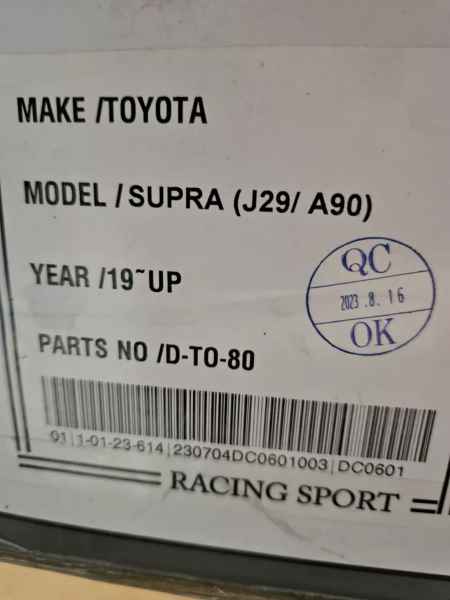 MAKE /TOYOTA
MODEL / SUPRA (J29/ A90)
YEAR /19~UP
QC
2023.8.16
OK
PARTS NO /D-TO-80
01|1-01-23-614|230704DC0601003|DC0601
RACING SPORT